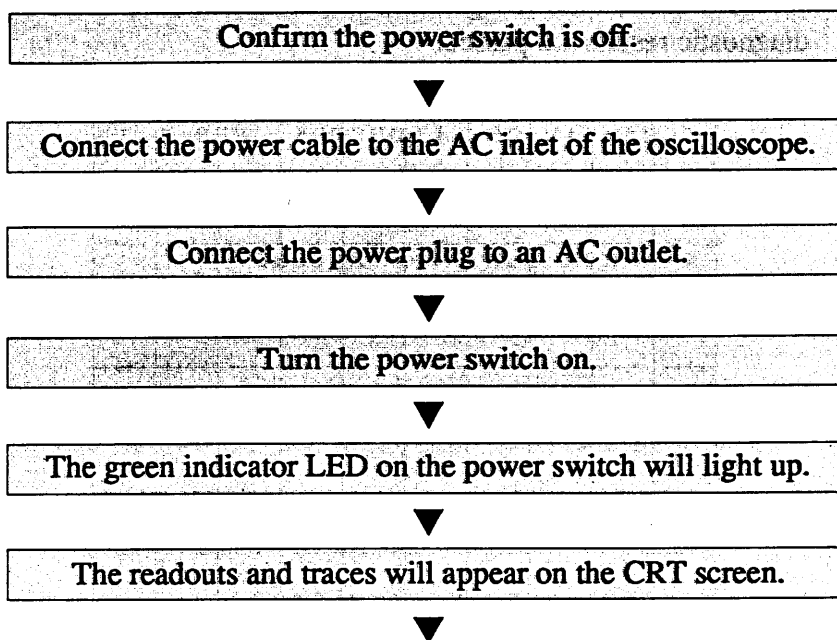 Confirm the power switch is off.
Connect the power cable to the AC inlet of the oscilloscope.
Connect the power plug to an AC outlet.
Turn the power switch on.
The green indicator LED on the power switch will light up.
The readouts and traces will appear on the CRT screen.